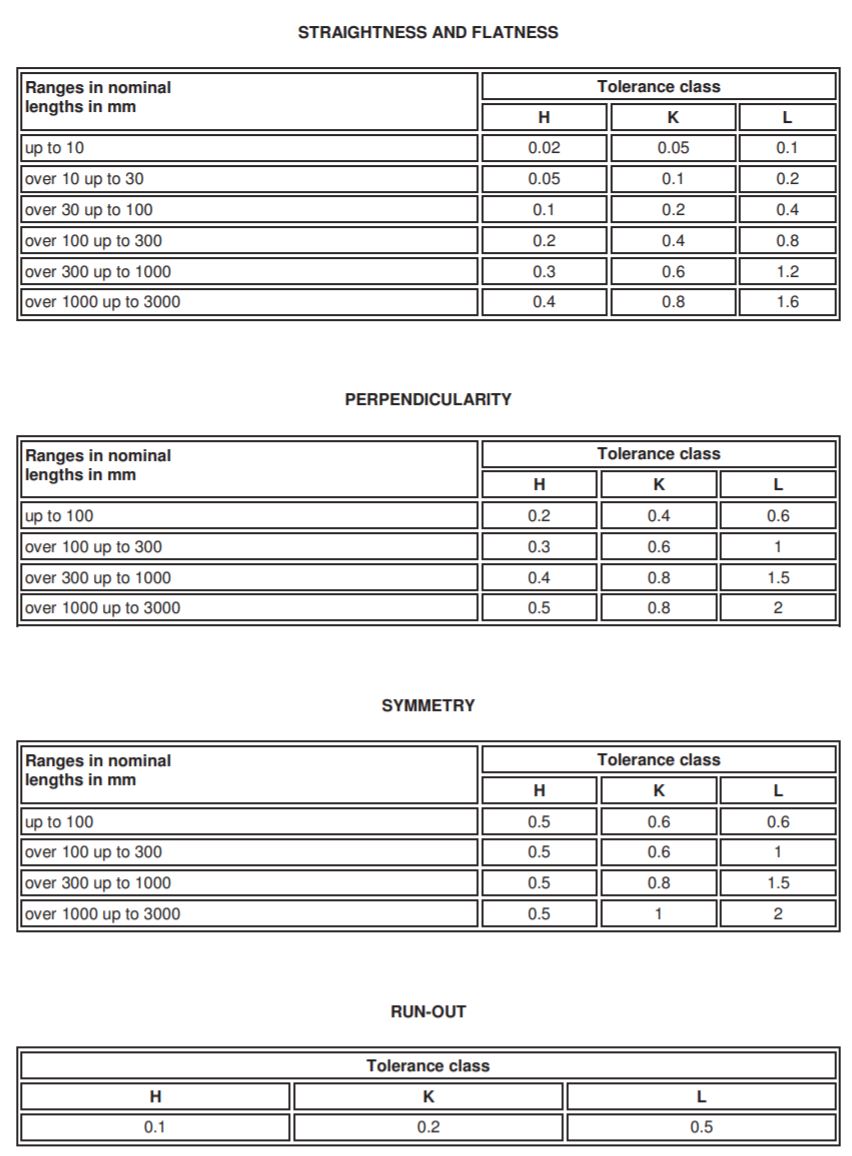 STRAIGHTNESS AND FLATNESS
Ranges in nominal Tolerance class
lengths in mm
H K L
up to 10 0.02 0.05 0.1
over 10 up to 30 0.05 0.1 0.2
over 30 up to 100 0.1 0.2 0.4
over 100 up to 300 0.2 0.4 0.8
over 300 up to 1000 0.3 0.6 1.2
over 1000 up to 3000 0.4 0.8 1.6
PERPENDICULARITY
Ranges in nominal Tolerance class
lengths in mm
H K L
up to 100 0.2 0.4 0.6
over 100 up to 300 0.3 0.6 1
over 300 up to 1000 0.4 0.8 1.5
over 1000 up to 3000 0.5 0.8 2
SYMMETRY
Ranges in nominal Tolerance class
lengths in mm
H K L
up to 100 0.5 0.6 0.6
over 100 up to 300 0.5 0.6 1
over 300 up to 1000 0.5 0.8 1.5
over 1000 up to 3000 0.5 1 2
RUN-OUT
Tolerance class
H K L
0.1 0.2 0.5